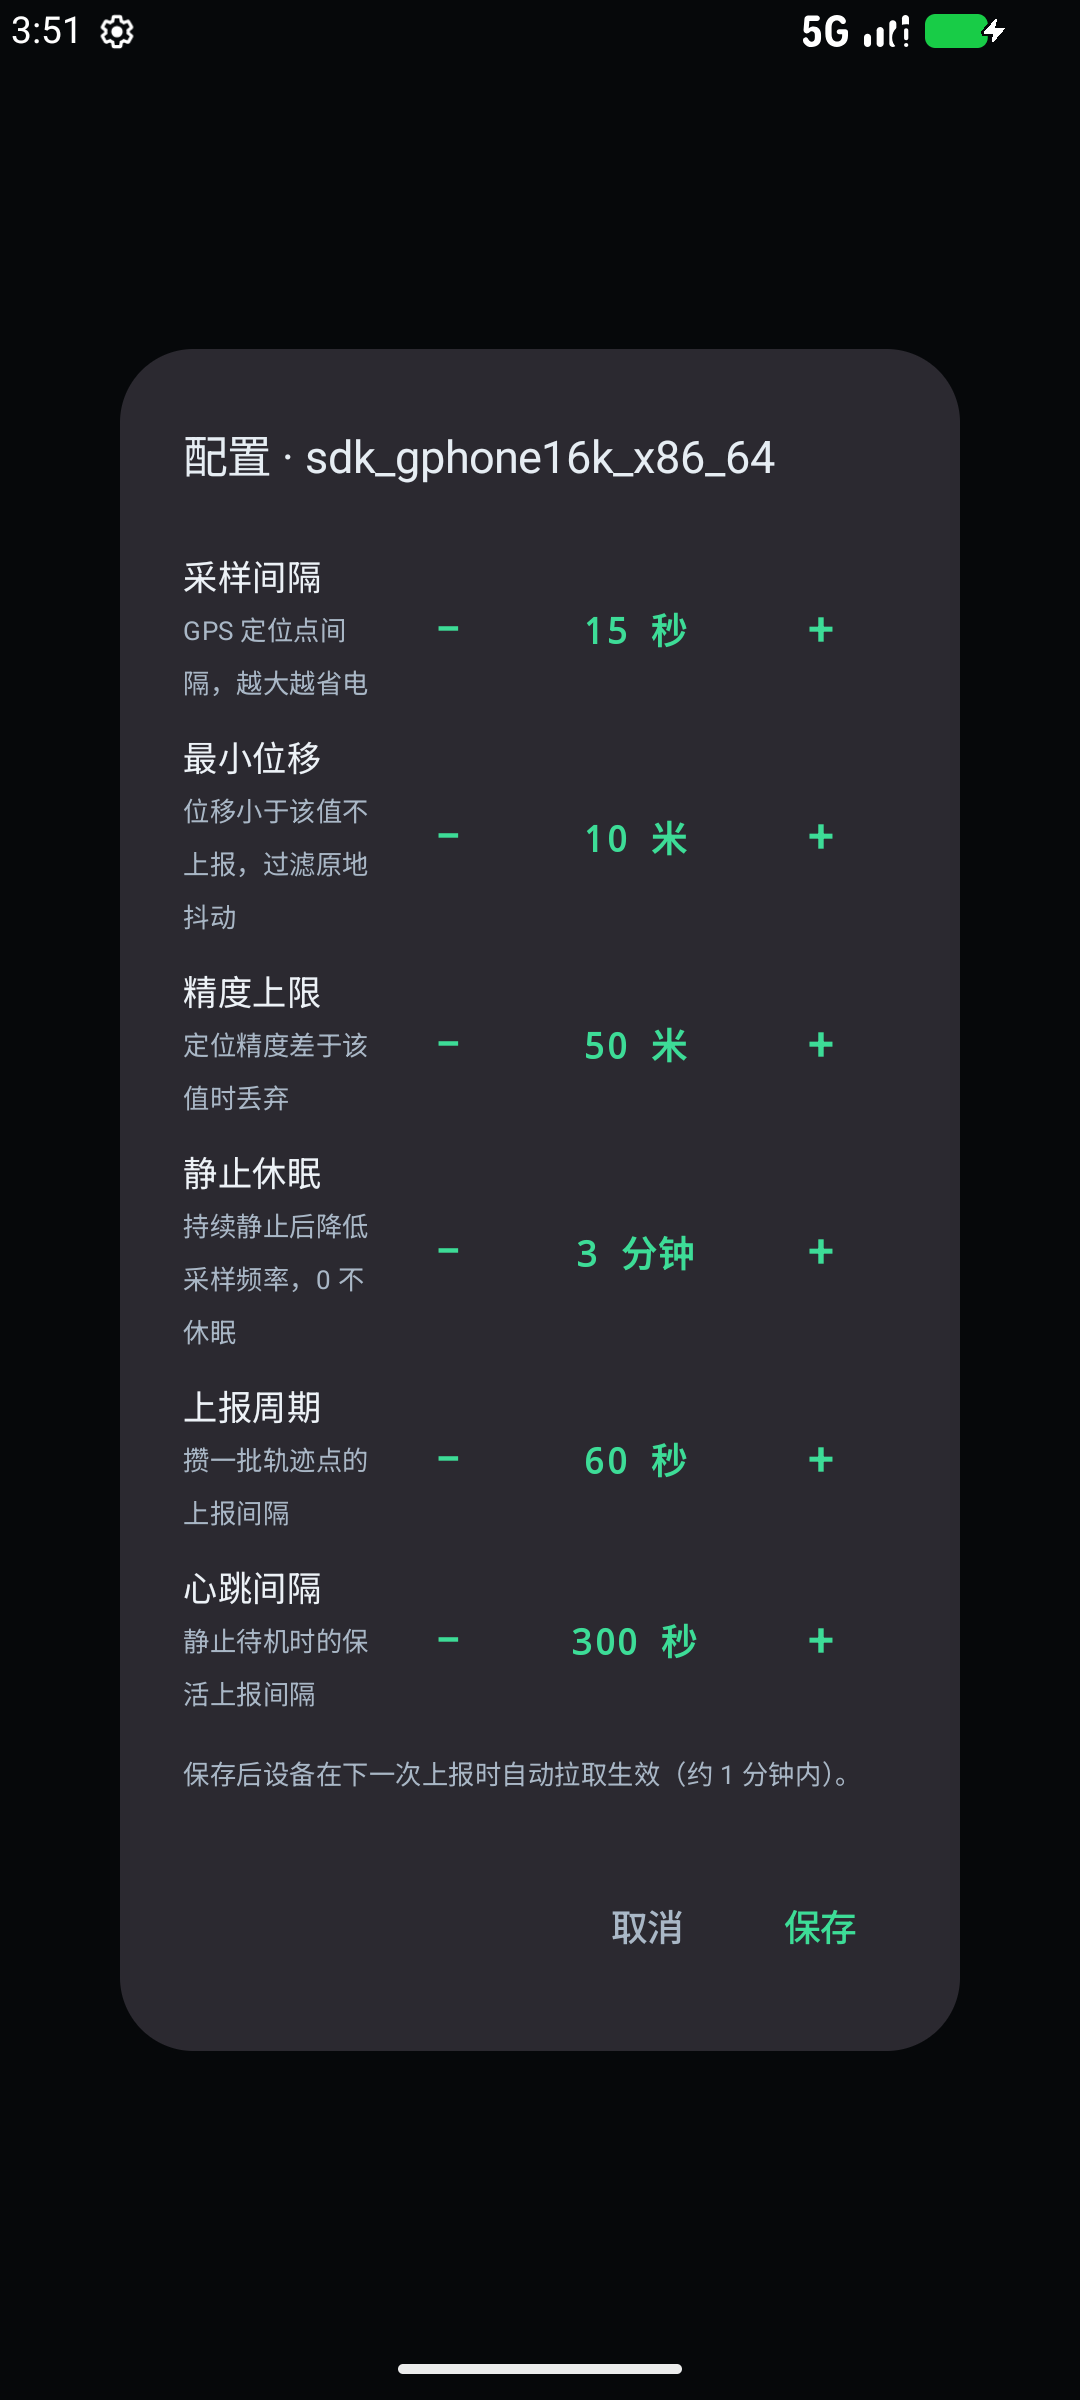 3:51
5G
配置 · sdk_gphone16k_x86_64
采样间隔
GPS 定位点间
隔，越大越省电
− 15 秒 +
最小位移
位移小于该值不
上报，过滤原地
抖动
− 10 米 +
精度上限
定位精度差于该
值时丢弃
− 50 米 +
静止休眠
持续静止后降低
采样频率，0 不
休眠
− 3 分钟 +
上报周期
攒一批轨迹点的
上报间隔
− 60 秒 +
心跳间隔
静止待机时的保
活上报间隔
− 300 秒 +
保存后设备在下一次上报时自动拉取生效（约 1 分钟内）。
取消 保存